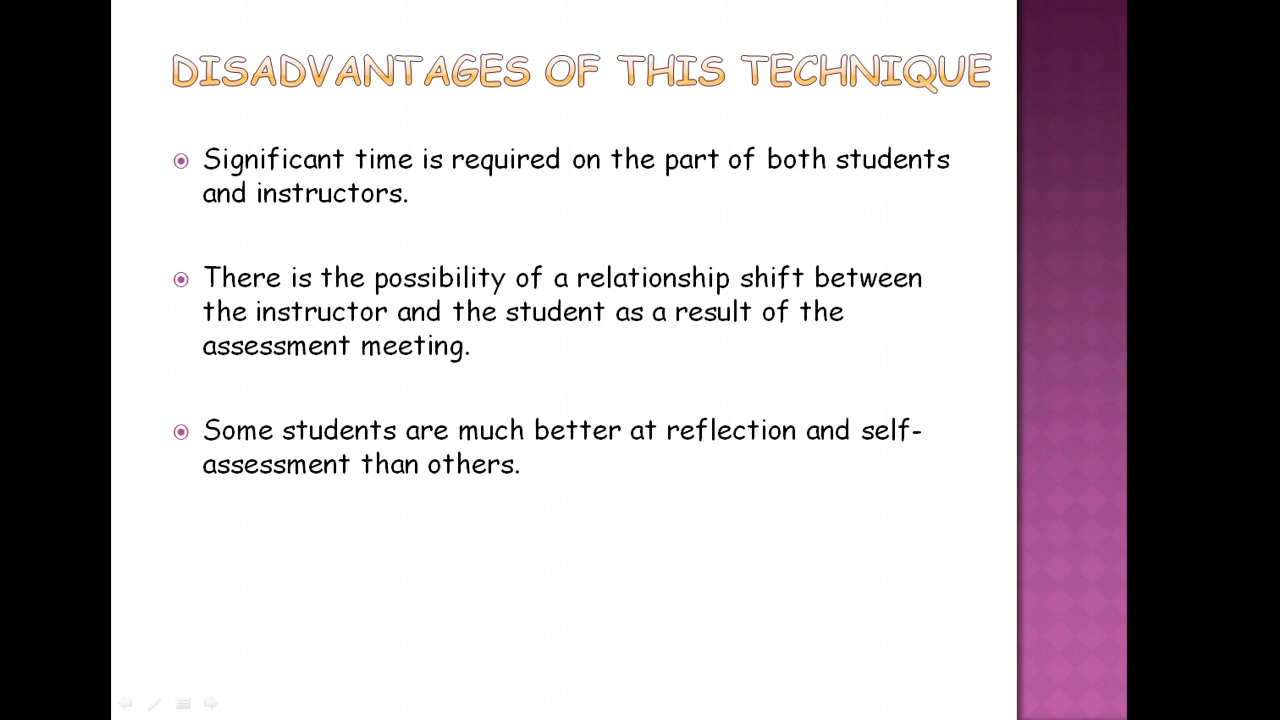 DISADVANTAGES OF THIS TECHNIQUE
Significant time is required on the part of both students
and instructors.
There is the possibility of a relationship shift between
the instructor and the student as a result of the
assessment meeting.
Some students are much better at reflection and self-
assessment than others.